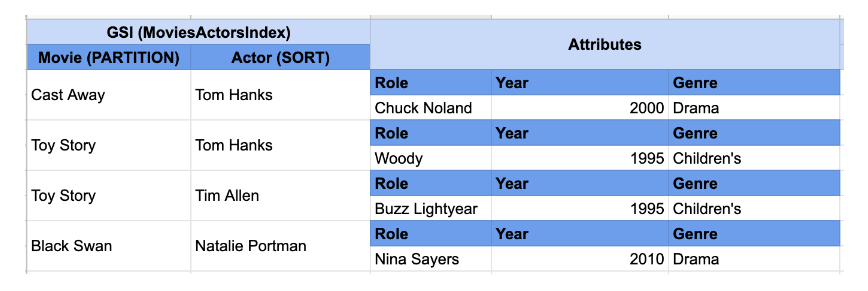 GSI (MoviesActorsIndex) Attributes
Movie (PARTITION) Actor (SORT)
Cast Away Tom Hanks
Role Year Genre
Chuck Noland 2000 Drama
Toy Story Tom Hanks
Role Year Genre
Woody 1995 Children's
Toy Story Tim Allen
Role Year Genre
Buzz Lightyear 1995 Children's
Black Swan Natalie Portman
Role Year Genre
Nina Sayers 2010 Drama